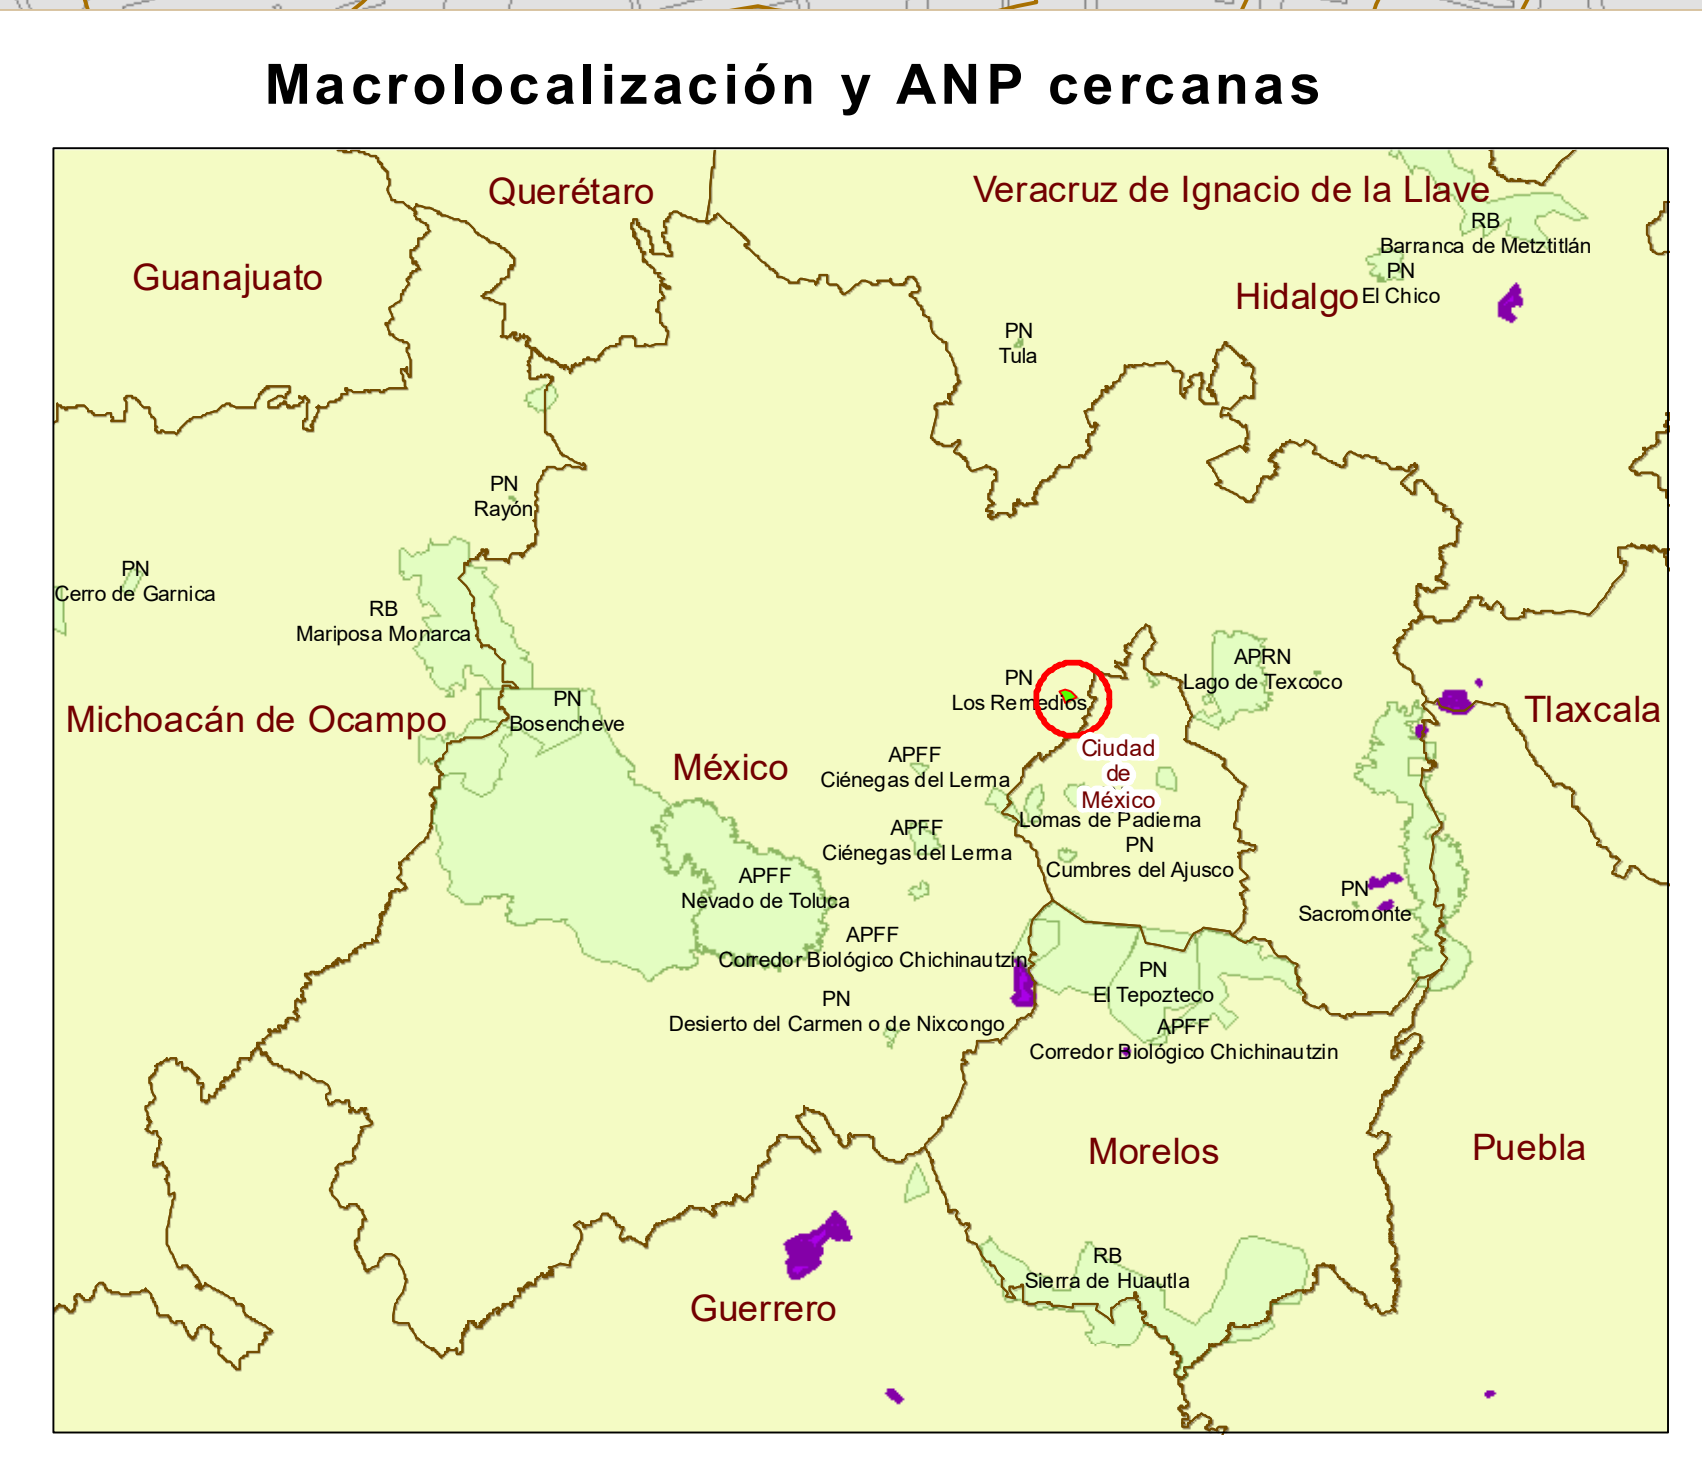 Macrolocalización y ANP cercanas
Querétaro
Veracruz de Ignacio de la Llave
RB
Barranca de Metztitlán
Guanajuato
PN
El Chico
Hidalgo
PN
Tula
PN
Rayón
PN
Cerro de Garnica
RB
Mariposa Monarca
PN
Los Remedios
APRN
Lago de Texcoco
Michoacán de Ocampo
PN
Bosencheve
Tlaxcala
México
APFF
Ciénegas del Lerma
Ciudad
de
México
Lomas de Padierna
APFF
Ciénegas del Lerma
PN
Cumbres del Ajusco
APFF
Nevado de Toluca
PN
Sacromonte
APFF
Corredor Biológico Chichinautzin
PN
El Tepozteco
PN
Desierto del Carmen o de Nixcongo
APFF
Corredor Biológico Chichinautzin
Morelos
Puebla
RB
Sierra de Huautla
Guerrero